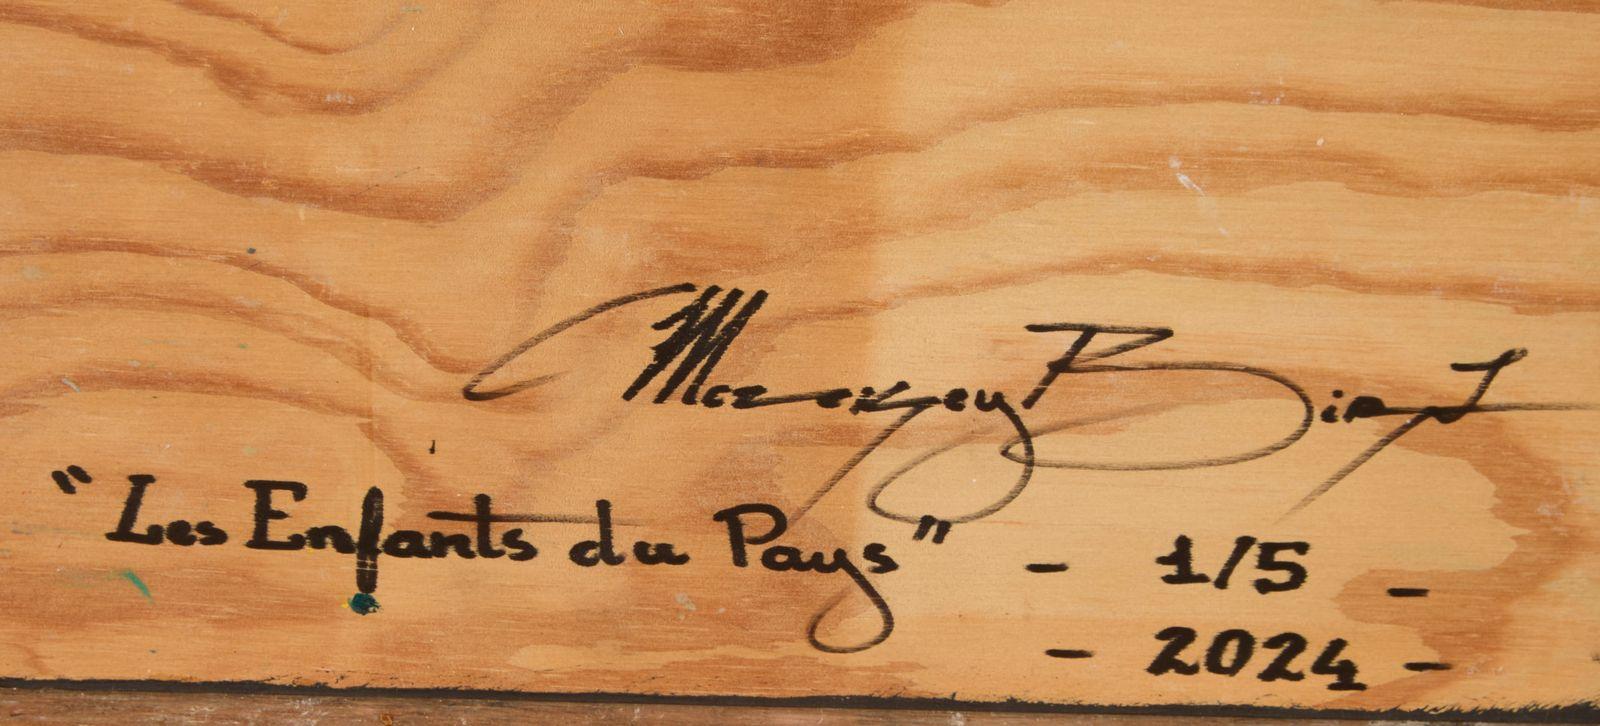 "Les Enfants du Pays" - 1/5 -
- 2024 -